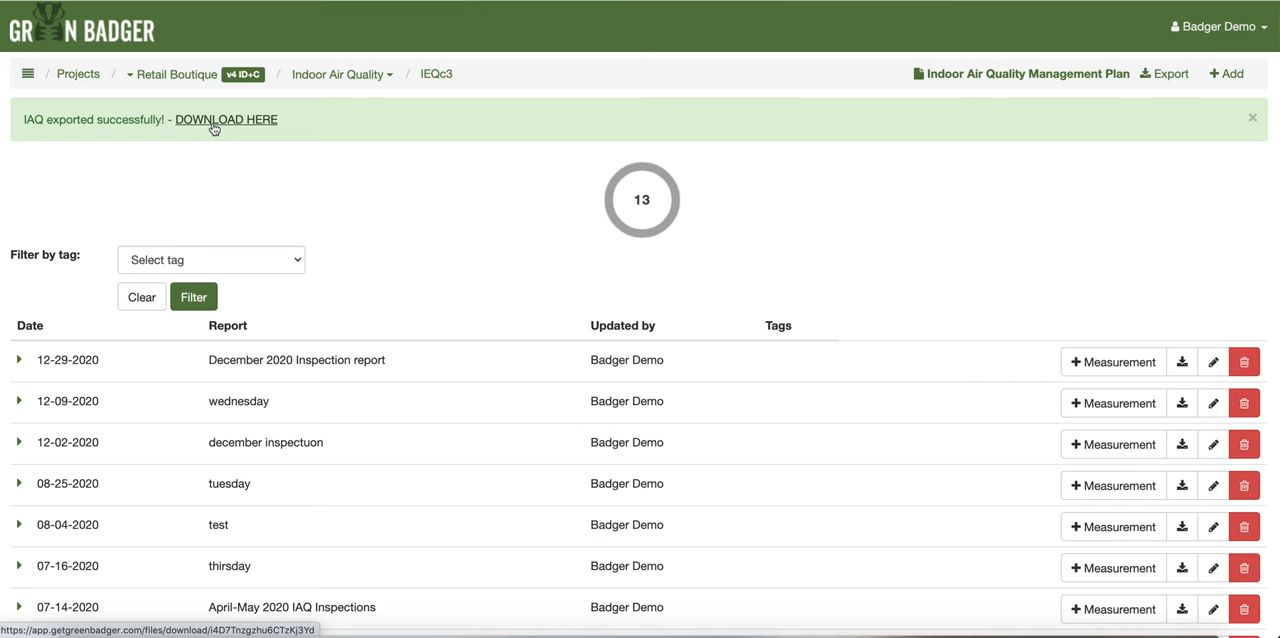 GREEN BADGER
Badger Demo
/ Projects / Retail Boutique v4 ID+C / Indoor Air Quality / IEQc3
Indoor Air Quality Management Plan Export + Add
IAQ exported successfully! - DOWNLOAD HERE ×
13
Filter by tag: Select tag
Clear Filter
Date Report Updated by Tags
12-29-2020 December 2020 Inspection report Badger Demo + Measurement
12-09-2020 wednesday Badger Demo + Measurement
12-02-2020 december inspectuon Badger Demo + Measurement
08-25-2020 tuesday Badger Demo + Measurement
08-04-2020 test Badger Demo + Measurement
07-16-2020 thirsday Badger Demo + Measurement
07-14-2020 April-May 2020 IAQ Inspections Badger Demo + Measurement
https://app.getgreenbadger.com/files/download/i4D7Tnzgzhu6CTzKj3Yd